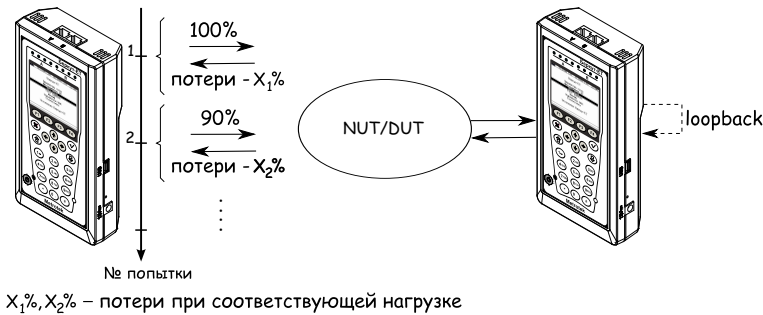 100%
1
потери - X₁%
90%
2
потери - X₂%
NUT/DUT
loopback
№ попытки
X₁%, X₂% – потери при соответствующей нагрузке